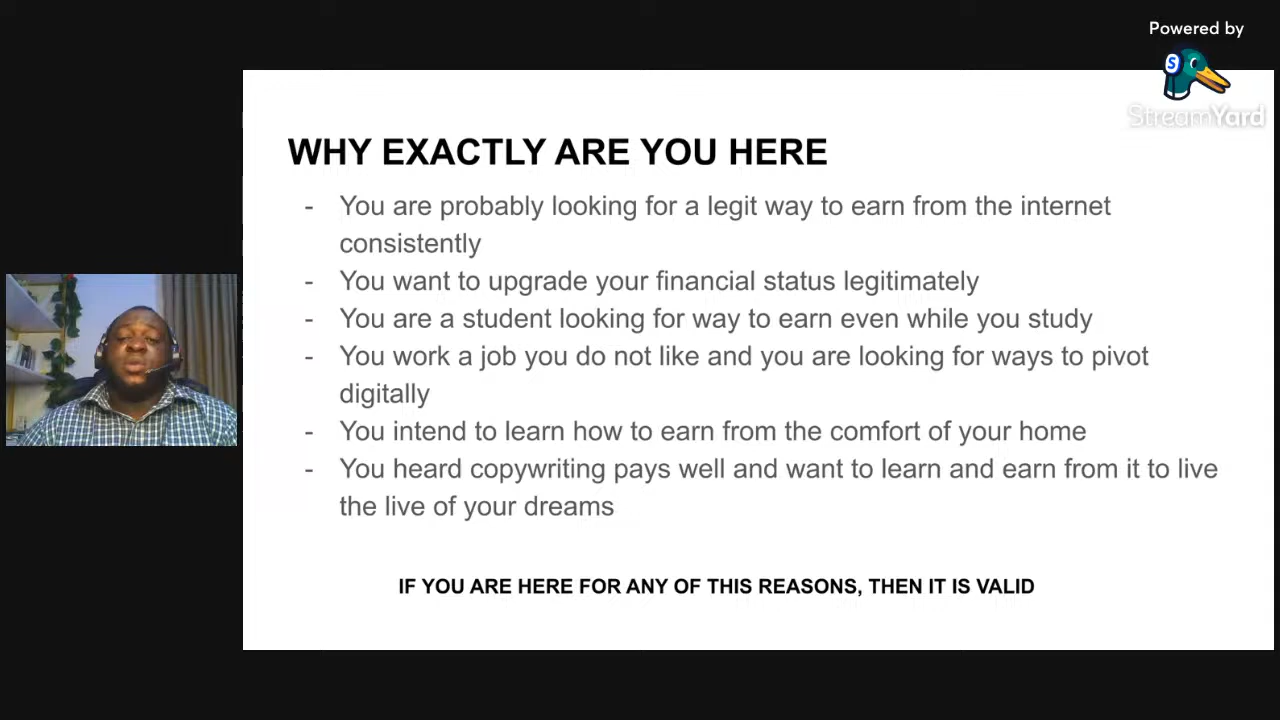 Powered by
S
StreamYard
WHY EXACTLY ARE YOU HERE
- You are probably looking for a legit way to earn from the internet
consistently
- You want to upgrade your financial status legitimately
- You are a student looking for way to earn even while you study
- You work a job you do not like and you are looking for ways to pivot
digitally
- You intend to learn how to earn from the comfort of your home
- You heard copywriting pays well and want to learn and earn from it to live
the live of your dreams
IF YOU ARE HERE FOR ANY OF THIS REASONS, THEN IT IS VALID